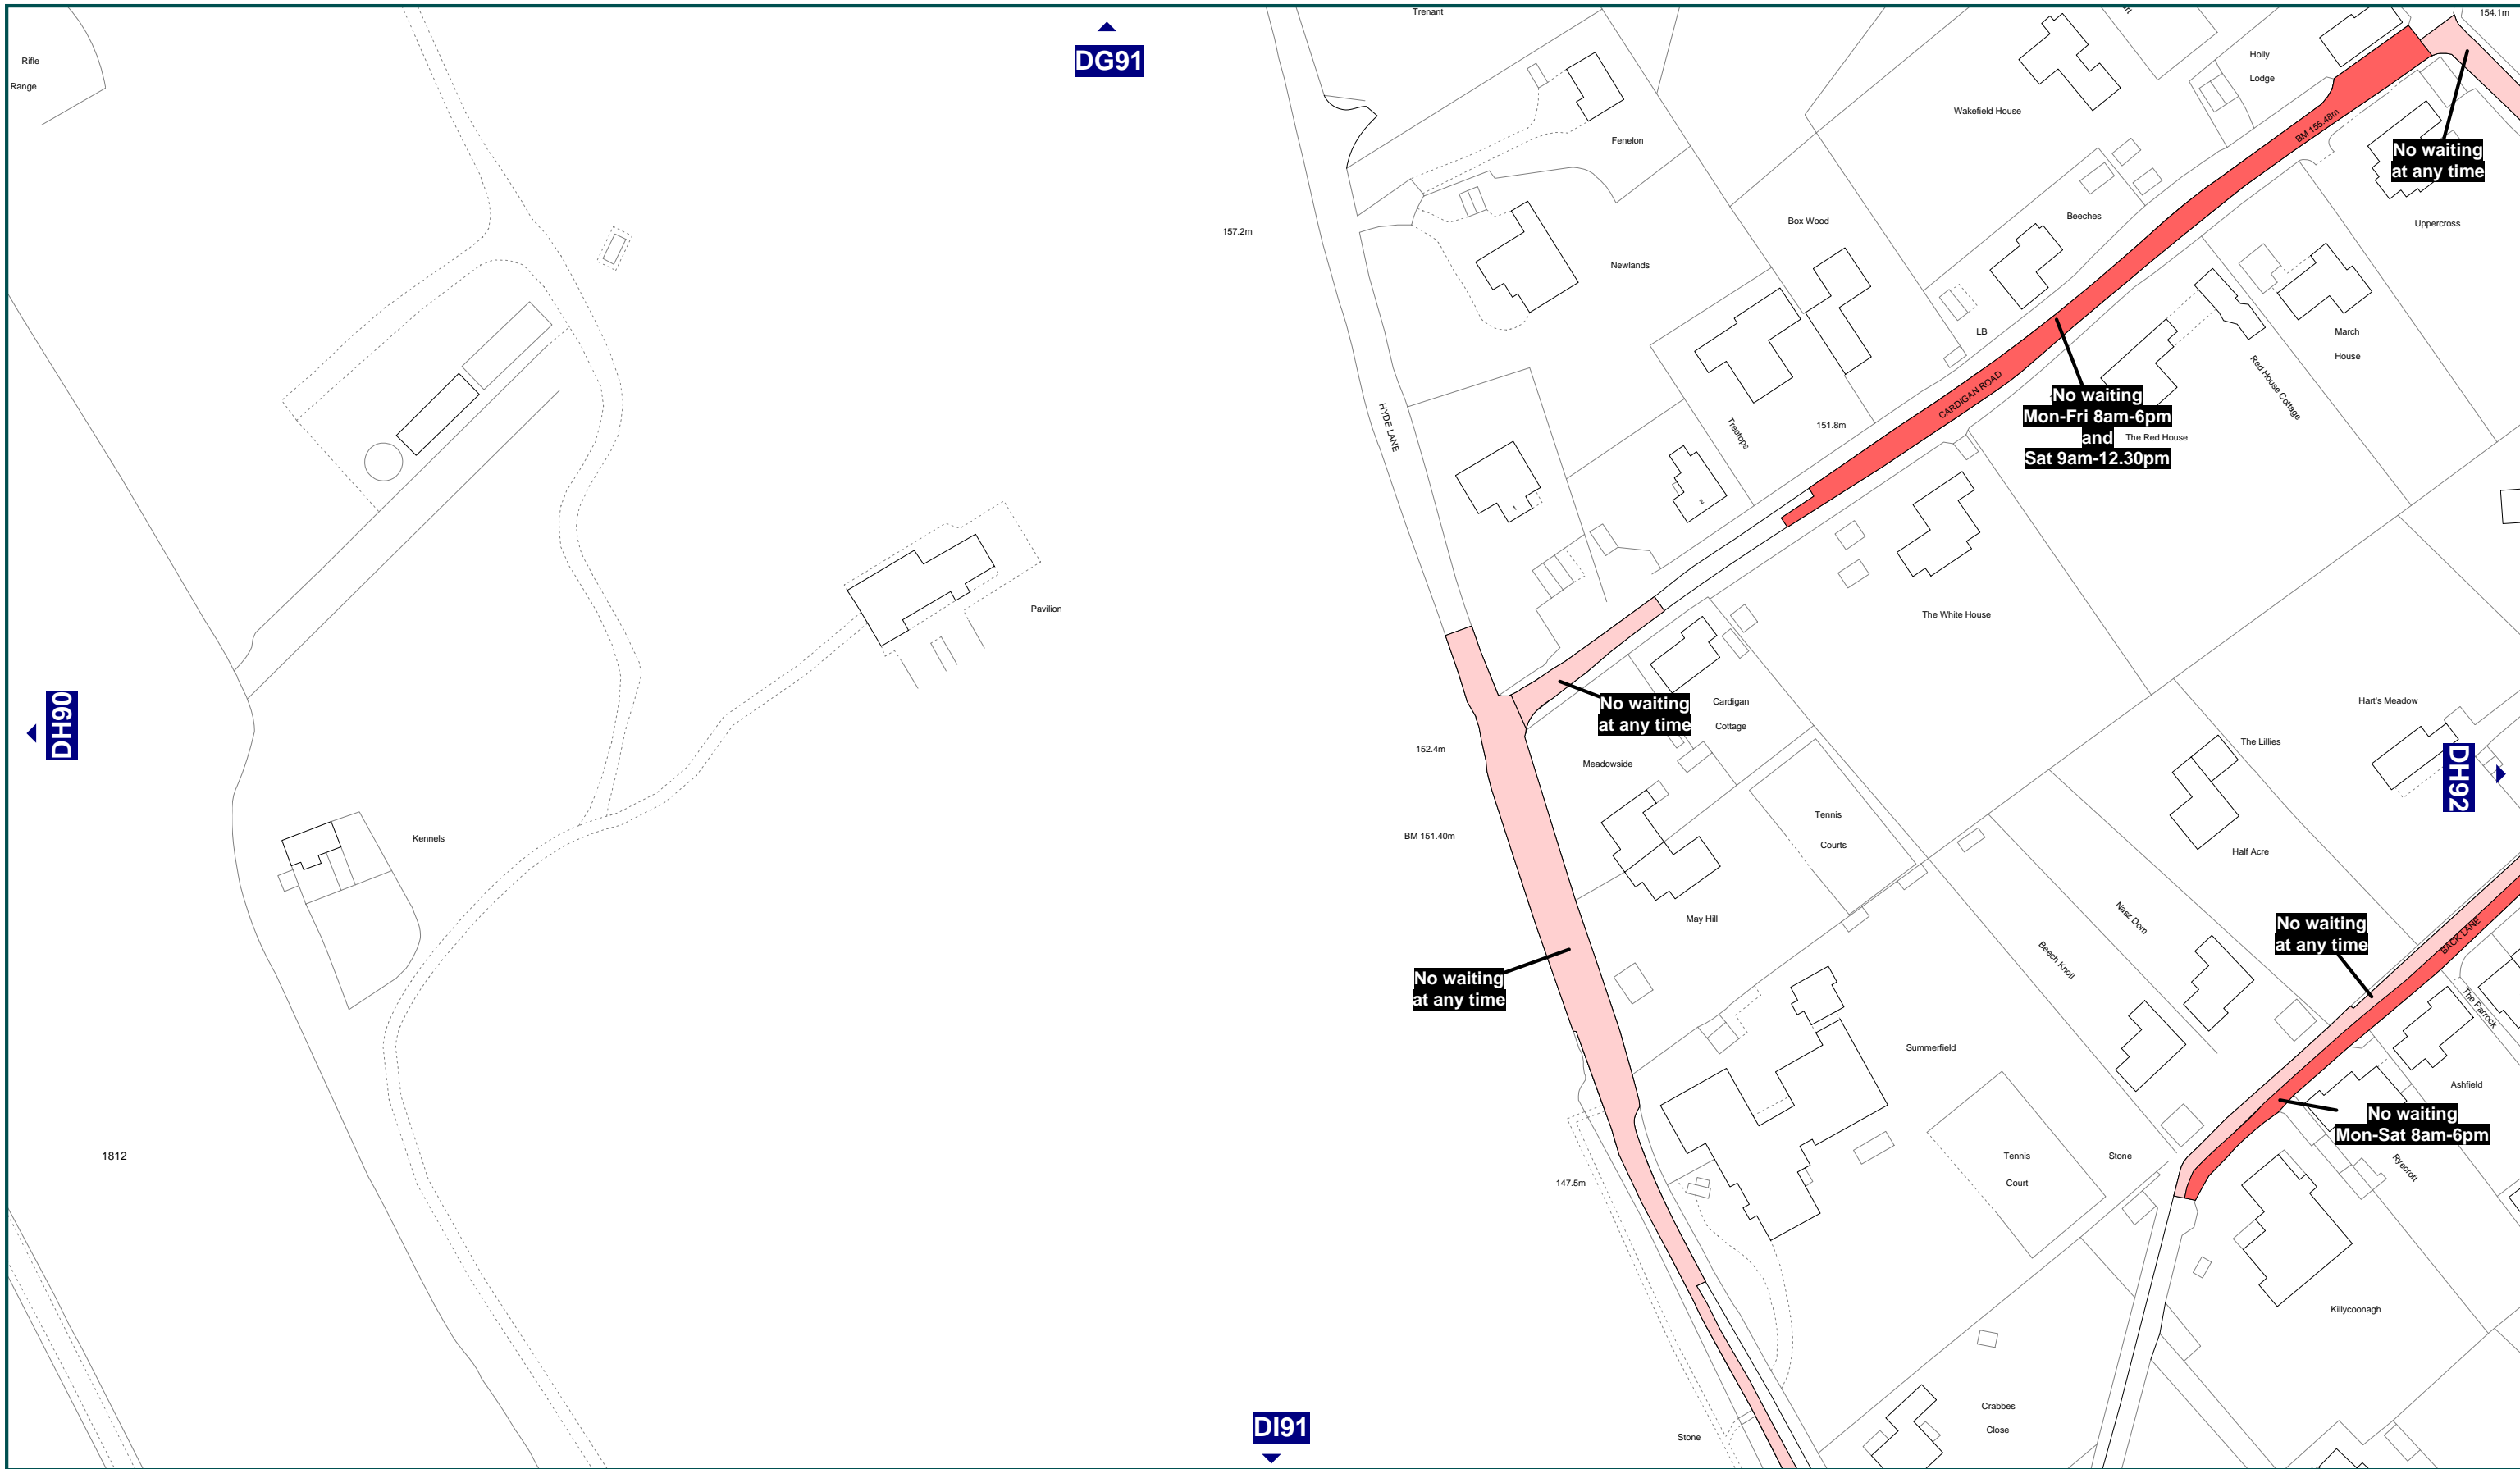 Trenant
154.1m
DG91
Rifle
Range
Holly
Lodge
Wakefield House
BM 155.48m
Fenelon
No waiting
at any time
Box Wood
Beeches
Uppercross
157.2m
Newlands
LB
March
House
Red House Cottage
CARDIGAN ROAD
No waiting
Mon-Fri 8am-6pm
and
Sat 9am-12.30pm
The Red House
HYDE LANE
Treetops
151.8m
1
2
Pavilion
The White House
DH90
No waiting
at any time
Cardigan
Cottage
Hart's Meadow
The Lillies
152.4m
Meadowside
DH92
Tennis
Courts
BM 151.40m
Kennels
Half Acre
May Hill
Nasz Dom
No waiting
at any time
BACK LANE
Beech Knoll
No waiting
at any time
The Parrock
Summerfield
Ashfield
No waiting
Mon-Sat 8am-6pm
1812
Tennis
Court
Stone
Ryecroft
147.5m
Killycoonagh
Crabbes
Close
DI91
Stone